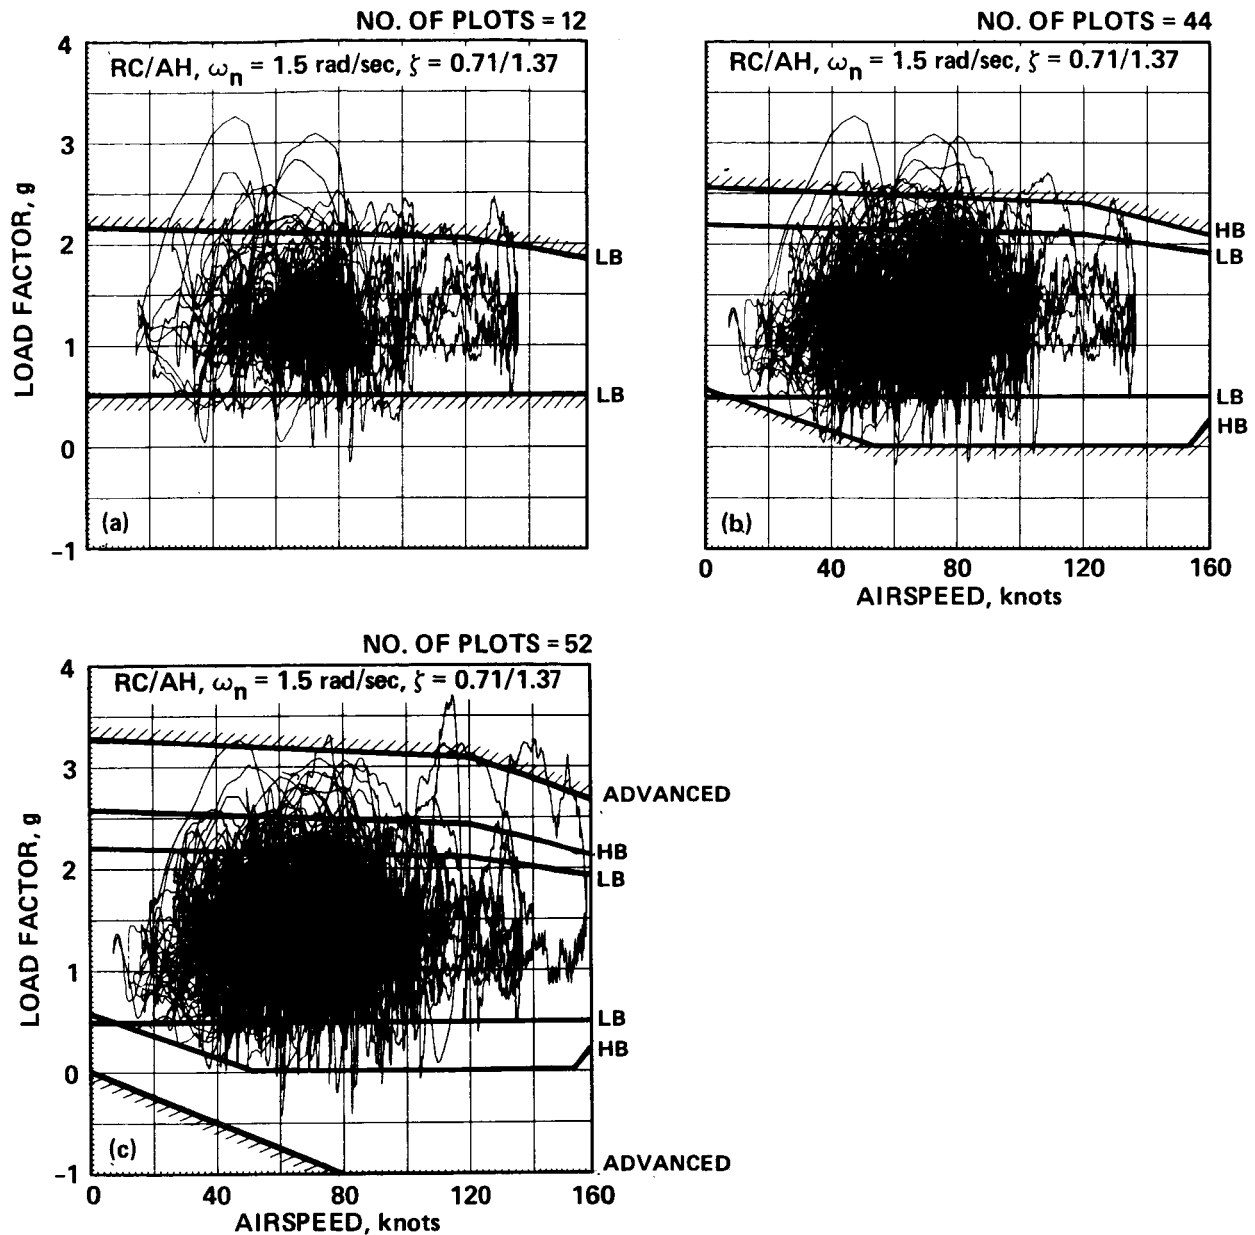 NO. OF PLOTS = 12
RC/AH, ωn = 1.5 rad/sec, ζ = 0.71/1.37
4
3
2
1
0
−1
LOAD FACTOR, g
LB
LB
(a)
NO. OF PLOTS = 44
RC/AH, ωn = 1.5 rad/sec, ζ = 0.71/1.37
HB
LB
LB
HB
(b)
0 40 80 120 160
AIRSPEED, knots
NO. OF PLOTS = 52
RC/AH, ωn = 1.5 rad/sec, ζ = 0.71/1.37
4
3
2
1
0
−1
LOAD FACTOR, g
ADVANCED
HB
LB
LB
HB
ADVANCED
(c)
0 40 80 120 160
AIRSPEED, knots